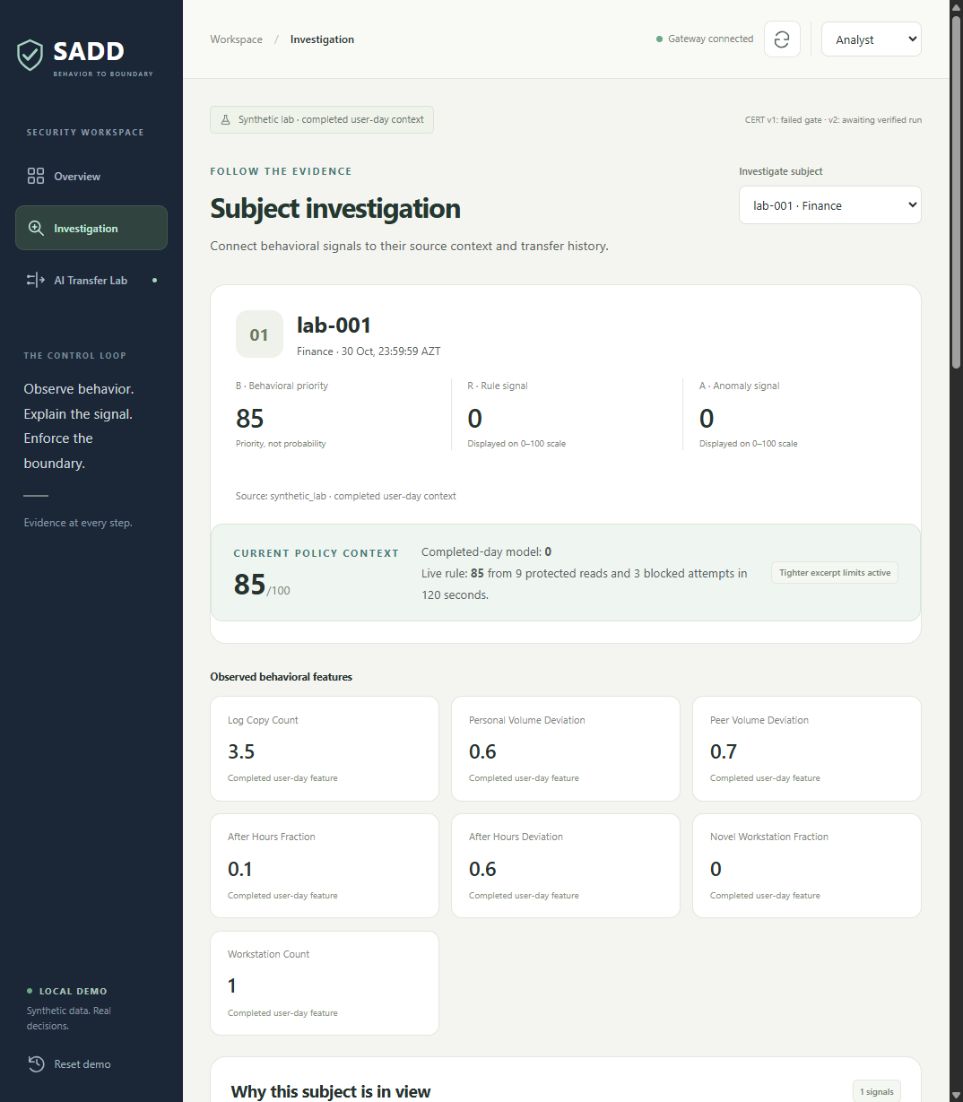 SADD
BEHAVIOR TO BOUNDARY
SECURITY WORKSPACE
Overview
Investigation
AI Transfer Lab
THE CONTROL LOOP
Observe behavior.
Explain the signal.
Enforce the
boundary.
Evidence at every step.
LOCAL DEMO
Synthetic data. Real
decisions.
Reset demo
Workspace / Investigation
Gateway connected
Analyst
Synthetic lab · completed user-day context
CERT v1: failed gate · v2: awaiting verified run
FOLLOW THE EVIDENCE
Subject investigation
Connect behavioral signals to their source context and transfer history.
Investigate subject
lab-001 · Finance
01
lab-001
Finance · 30 Oct, 23:59:59 AZT
B · Behavioral priority
85
Priority, not probability
R · Rule signal
0
Displayed on 0–100 scale
A · Anomaly signal
0
Displayed on 0–100 scale
Source: synthetic_lab · completed user-day context
CURRENT POLICY CONTEXT
85/100
Completed-day model: 0
Live rule: 85 from 9 protected reads and 3 blocked attempts in
120 seconds.
Tighter excerpt limits active
Observed behavioral features
Log Copy Count
3.5
Completed user-day feature
Personal Volume Deviation
0.6
Completed user-day feature
Peer Volume Deviation
0.7
Completed user-day feature
After Hours Fraction
0.1
Completed user-day feature
After Hours Deviation
0.6
Completed user-day feature
Novel Workstation Fraction
0
Completed user-day feature
Workstation Count
1
Completed user-day feature
Why this subject is in view
1 signals